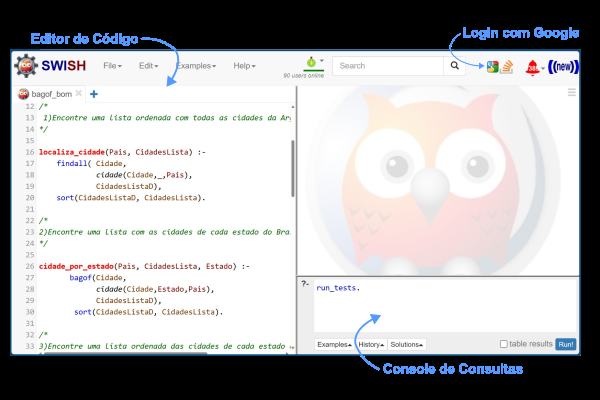 Login com Google
Editor de Código
SWISH File Edit Examples Help 90 users online Search ((new))
bagof_bom
12 /*
13 1)Encontre uma lista ordenada com todas as cidades da Arg
14 */
15
16 localiza_cidade(Pais, CidadesLista) :-
17 findall( Cidade,
18 cidade(Cidade,_,Pais),
19 CidadesListaD),
20 sort(CidadesListaD, CidadesLista).
21
22 /*
23 2)Encontre uma lista com as cidades de cada estado do Bra
24 */
25
26 cidade_por_estado(Pais, CidadesLista, Estado) :-
27 bagof(Cidade,
28 cidade(Cidade,Estado,Pais),
29 CidadesListaD),
30 sort(CidadesListaD, CidadesLista).
31
32 /*
33 3)Encontre uma lista ordenada das cidades de cada estado
?- run_tests.
Examples History Solutions table results Run!
Console de Consultas